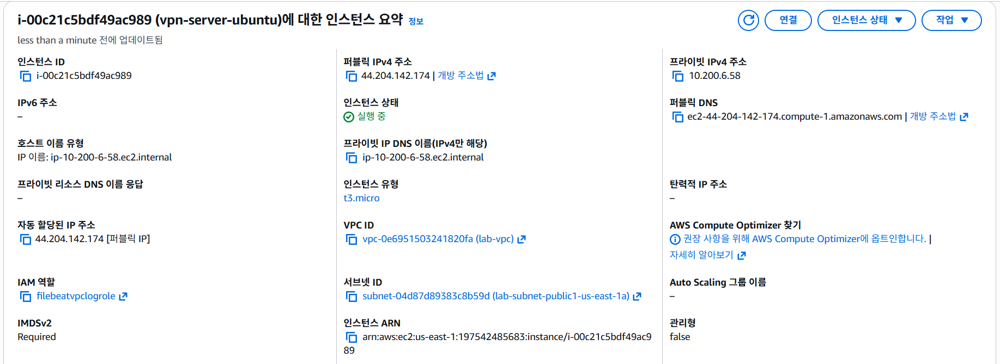 i-00c21c5bdf49ac989 (vpn-server-ubuntu)에 대한 인스턴스 요약 정보
연결
인스턴스 상태
작업
less than a minute 전에 업데이트됨
인스턴스 ID
i-00c21c5bdf49ac989
퍼블릭 IPv4 주소
44.204.142.174 | 개방 주소법
프라이빗 IPv4 주소
10.200.6.58
IPv6 주소
–
인스턴스 상태
실행 중
퍼블릭 DNS
ec2-44-204-142-174.compute-1.amazonaws.com | 개방 주소법
호스트 이름 유형
IP 이름: ip-10-200-6-58.ec2.internal
프라이빗 IP DNS 이름(IPv4만 해당)
ip-10-200-6-58.ec2.internal
프라이빗 리소스 DNS 이름 응답
–
인스턴스 유형
t3.micro
탄력적 IP 주소
–
자동 할당된 IP 주소
44.204.142.174 [퍼블릭 IP]
VPC ID
vpc-0e6951503241820fa (lab-vpc)
AWS Compute Optimizer 찾기
권장 사항을 위해 AWS Compute Optimizer에 옵트인합니다. |
자세히 알아보기
IAM 역할
filebeatvpclogrole
서브넷 ID
subnet-04d87d89383c8b59d (lab-subnet-public1-us-east-1a)
Auto Scaling 그룹 이름
–
IMDSv2
Required
인스턴스 ARN
arn:aws:ec2:us-east-1:197542485683:instance/i-00c21c5bdf49ac9
89
관리형
false